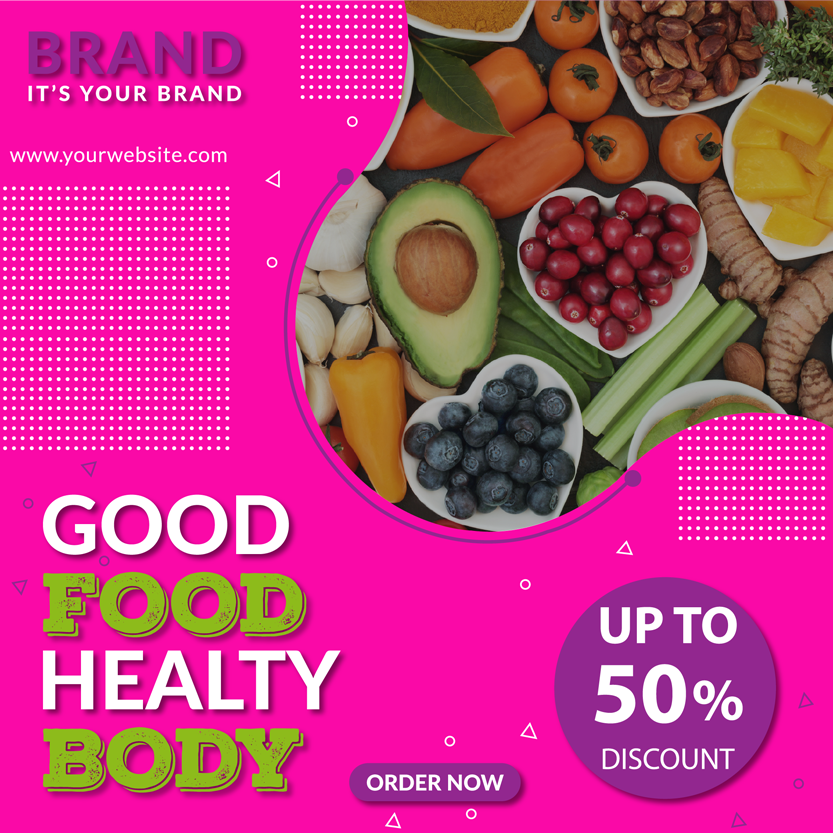 BRAND
IT'S YOUR BRAND
www.yourwebsite.com
GOOD
FOOD
HEALTY
BODY
UP TO
50%
DISCOUNT
ORDER NOW